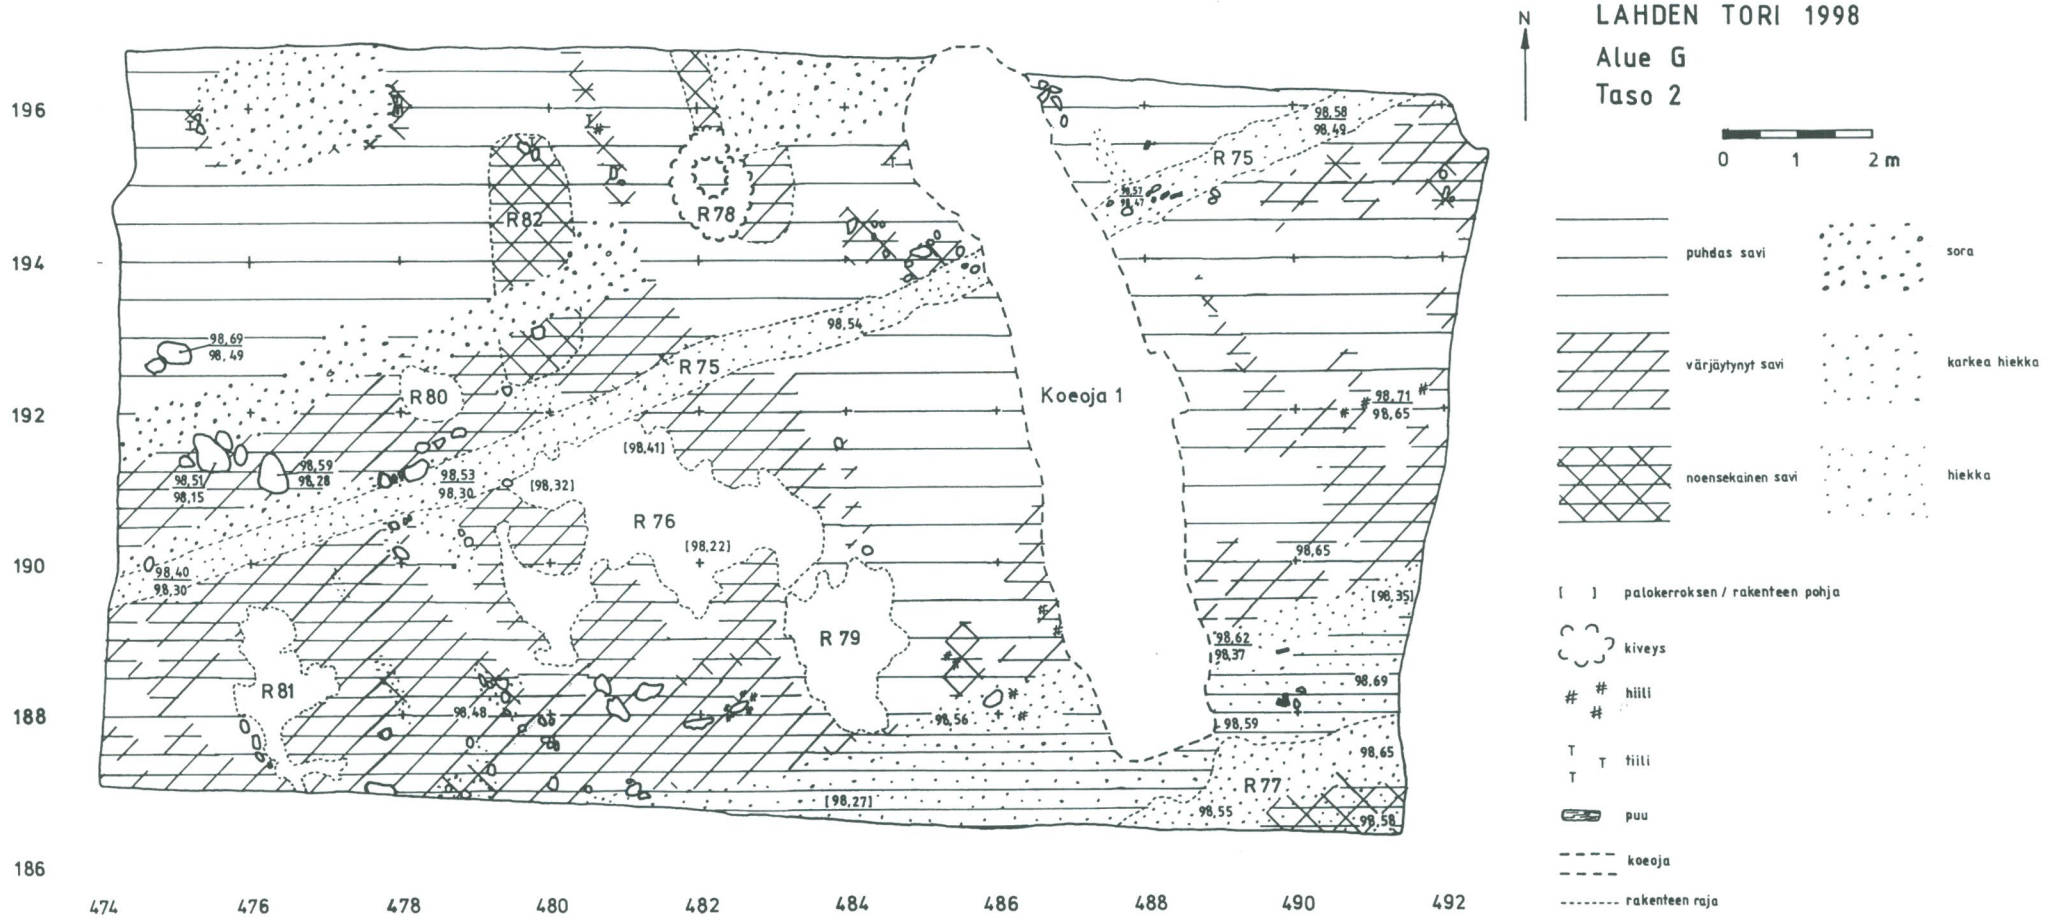 LAHDEN TORI 1998
Alue G
Taso 2
N
0 1 2 m
puhdas savi
sora
värjäytynyt savi
karkea hiekka
noensekainen savi
hiekka
[ ] palokerroksen / rakenteen pohja
kiveys
# # # hiili
T T T tiili
puu
koeoja
rakenteen raja
196
98,58
98,49
R 75
98,57
98,47
R 82
R 78
194
98,54
98,69
98,49
R 75
Koeoja 1
R 80
98,71
98,65
192
[98,41]
98,59
98,28
98,51
98,15
98,53
98,30
[98,32]
R 76
[98,22]
98,65
190
98,40
98,30
[98,35]
R 79
98,62
98,37
R 81
98,69
98,48
98,56
98,59
188
98,65
R 77
[98,27]
98,55
98,58
186
474 476 478 480 482 484 486 488 490 492